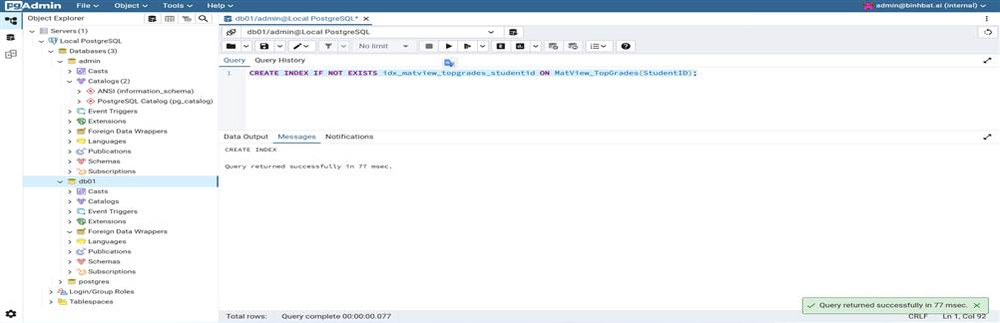 pgAdmin File Object Tools Help admin@binhbat.ai (internal)
Object Explorer
db01/admin@Local PostgreSQL*
Servers (1)
Local PostgreSQL
Databases (3)
admin
Casts
Catalogs (2)
ANSI (information_schema)
PostgreSQL Catalog (pg_catalog)
Event Triggers
Extensions
Foreign Data Wrappers
Languages
Publications
Schemas
Subscriptions
db01
Casts
Catalogs
Event Triggers
Extensions
Foreign Data Wrappers
Languages
Publications
Schemas
Subscriptions
postgres
Login/Group Roles
Tablespaces
db01/admin@Local PostgreSQL
No limit
Query Query History
1 CREATE INDEX IF NOT EXISTS idx_matview_topgrades_studentid ON MatView_TopGrades(StudentID);
Data Output Messages Notifications
CREATE INDEX
Query returned successfully in 77 msec.
Query returned successfully in 77 msec.
Total rows: Query complete 00:00:00.077 CRLF Ln 1, Col 92